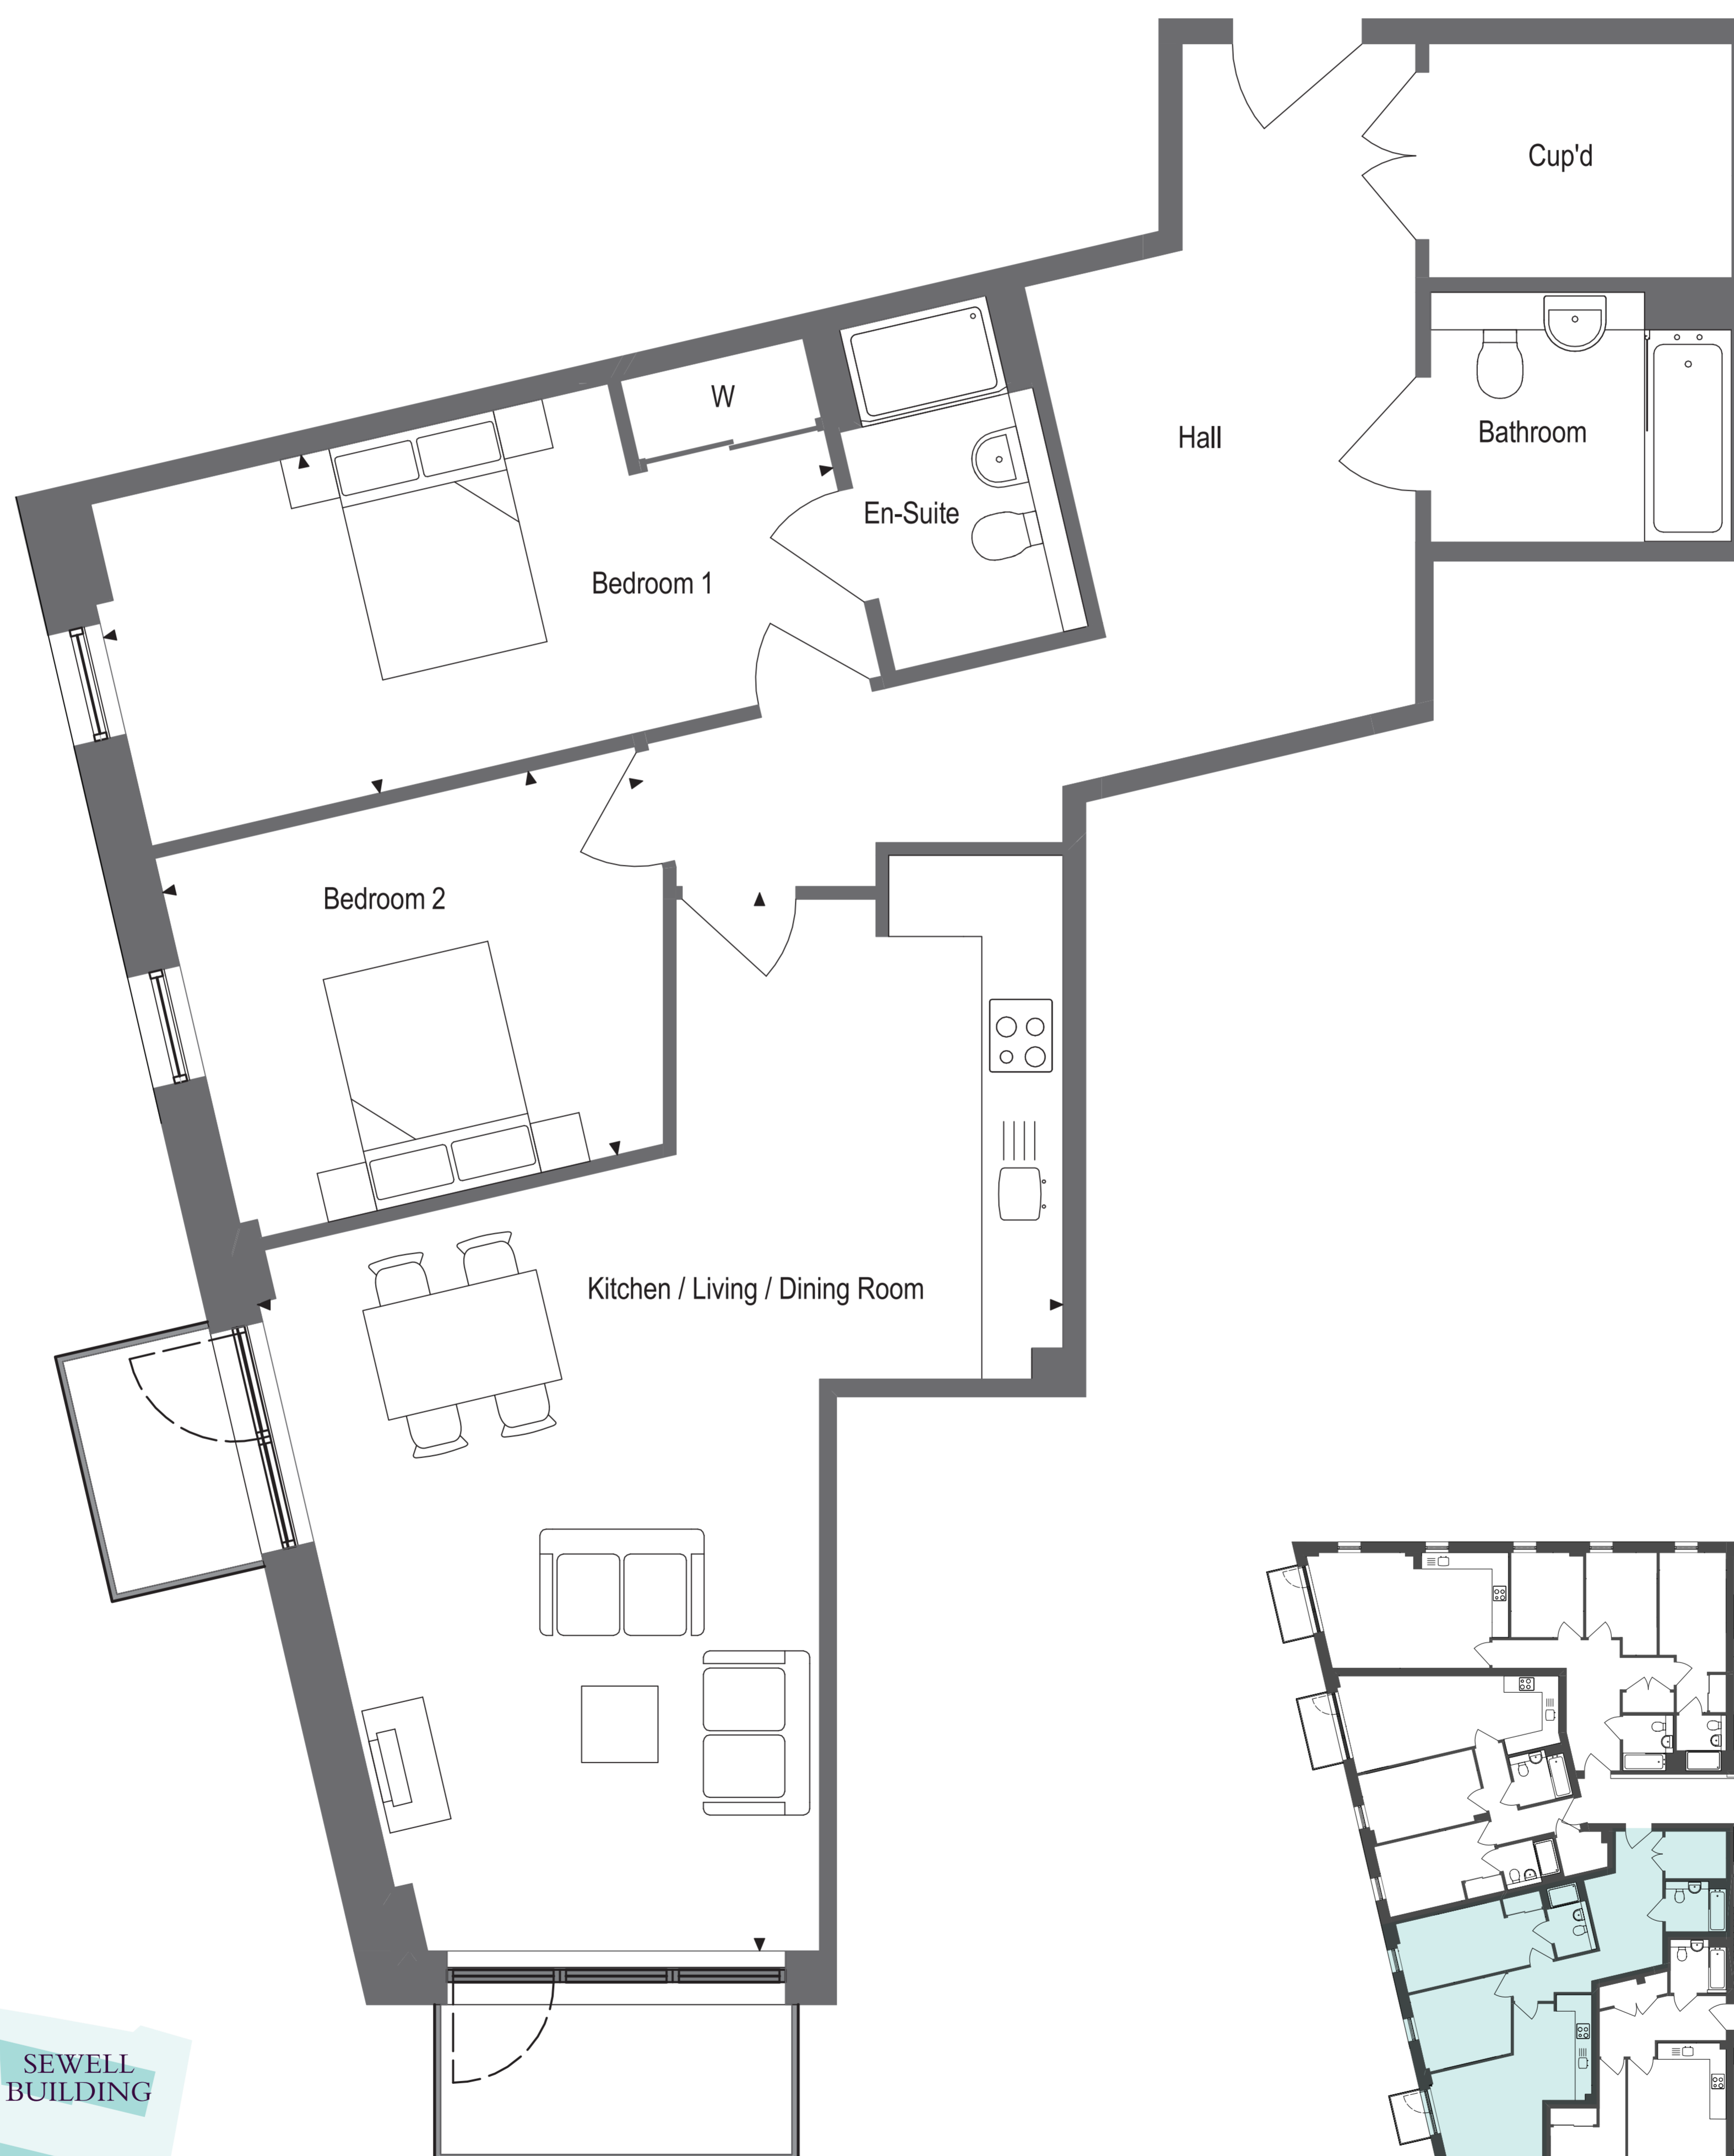 Cup'd
W
Hall
Bathroom
En-Suite
Bedroom 1
Bedroom 2
Kitchen / Living / Dining Room
SEWELL
BUILDING